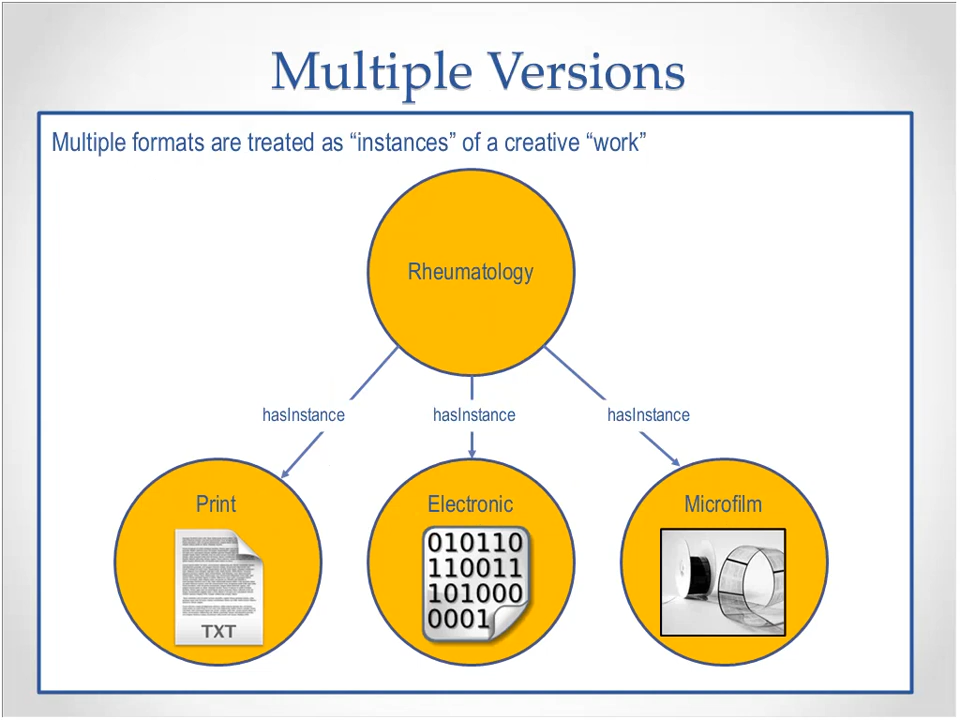 Multiple Versions
Multiple formats are treated as “instances” of a creative “work”
Rheumatology
hasInstance
hasInstance
hasInstance
Print
Electronic
Microfilm
TXT
010110
110011
101000
0001